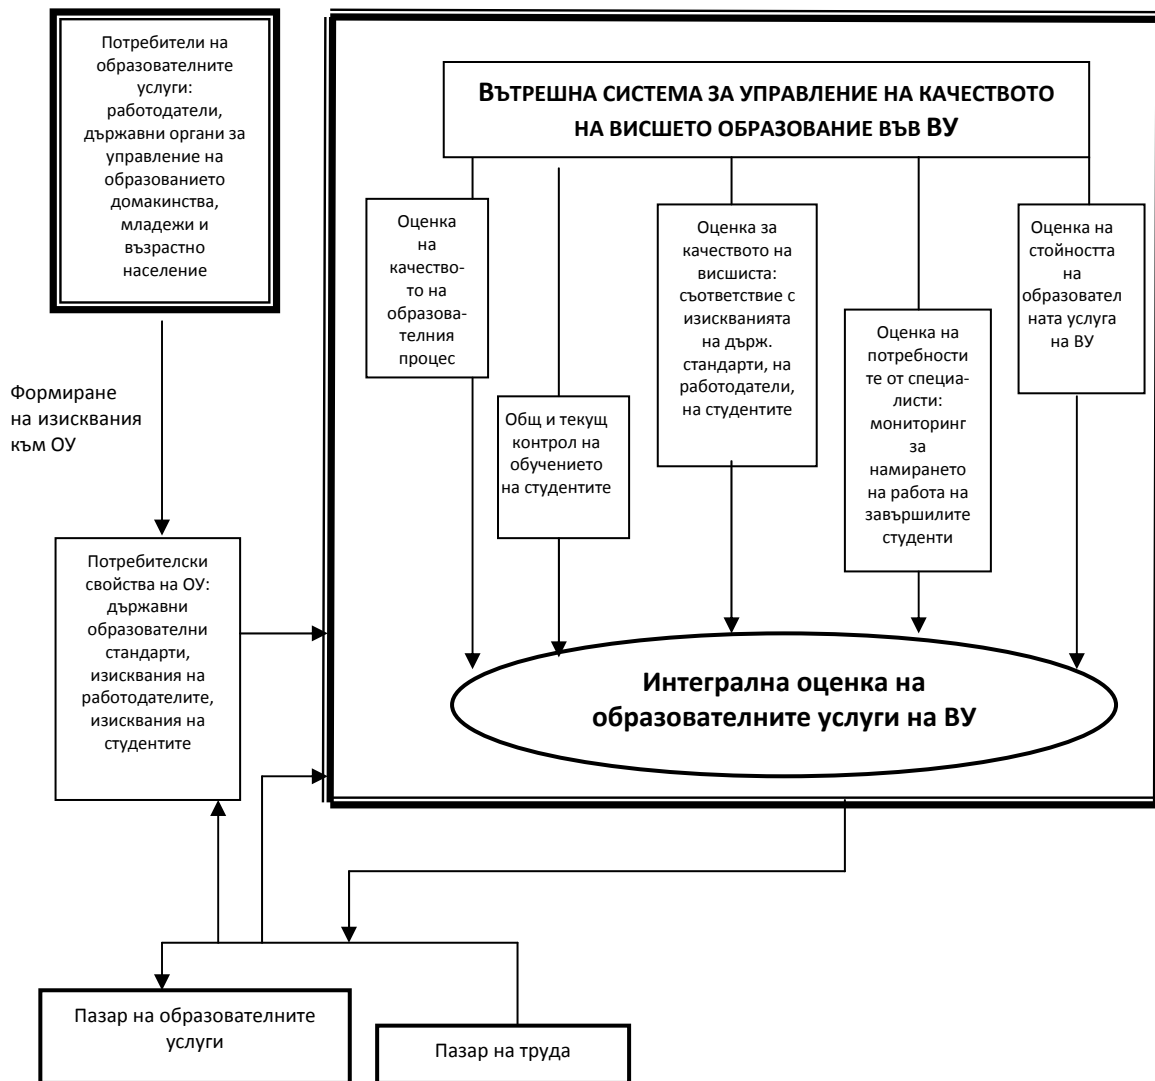 Потребители на
образователните
услуги:
работодатели,
държавни органи за
управление на
образованието
домакинства,
младежи и
възрастно
население
Формиране
на изисквания
към ОУ
Потребителски
свойства на ОУ:
държавни
образователни
стандарти,
изисквания на
работодателите,
изисквания на
студентите
ВЪТРЕШНА СИСТЕМА ЗА УПРАВЛЕНИЕ НА КАЧЕСТВОТО
НА ВИСШЕТО ОБРАЗОВАНИЕ ВЪВ ВУ
Оценка
на
качество-
то на
образова-
телния
процес
Общ и текущ
контрол на
обучението
на студентите
Оценка за
качеството на
висшиста:
съответствие с
изискванията
на държ.
стандарти, на
работодатели,
на студентите
Оценка на
потребности
те от специа-
листи:
мониторинг
за
намирането
на работа на
завършилите
студенти
Оценка на
стойността
на
образовател
ната услуга
на ВУ
Интегрална оценка на
образователните услуги на ВУ
Пазар на образователните
услуги
Пазар на труда